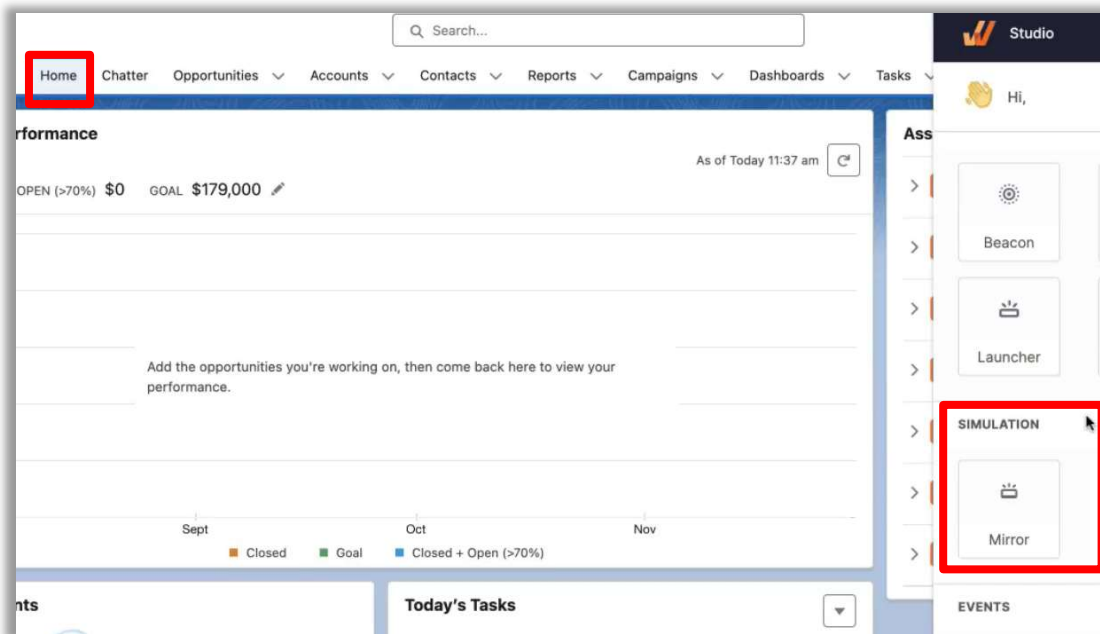 Search...
Studio
Home Chatter Opportunities Accounts Contacts Reports Campaigns Dashboards Tasks
Hi,
rformance
Ass
As of Today 11:37 am
OPEN (>70%) $0 GOAL $179,000
Beacon
Launcher
Add the opportunities you're working on, then come back here to view your
performance.
SIMULATION
Mirror
Sept Oct Nov
Closed Goal Closed + Open (>70%)
nts
Today's Tasks
EVENTS